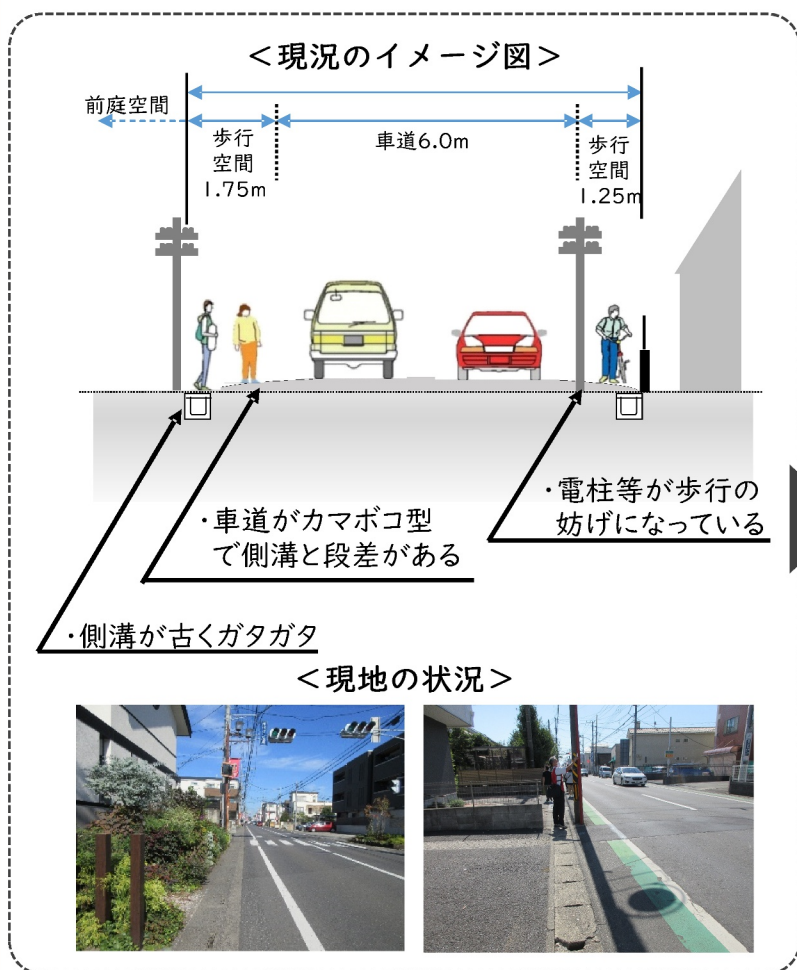 ＜現況のイメージ図＞
前庭空間
歩行
空間
1.75m
車道6.0m
歩行
空間
1.25m
・電柱等が歩行の
妨げになっている
・車道がカマボコ型
で側溝と段差がある
・側溝が古くガタガタ
＜現地の状況＞